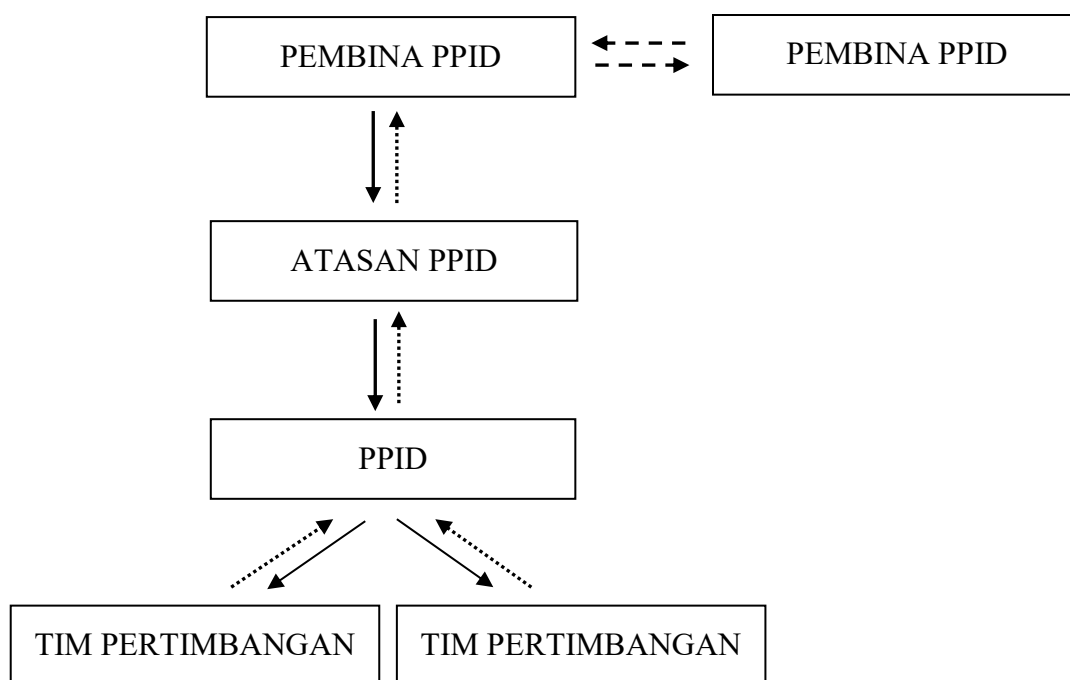 PEMBINA PPID
PEMBINA PPID
ATASAN PPID
PPID
TIM PERTIMBANGAN
TIM PERTIMBANGAN